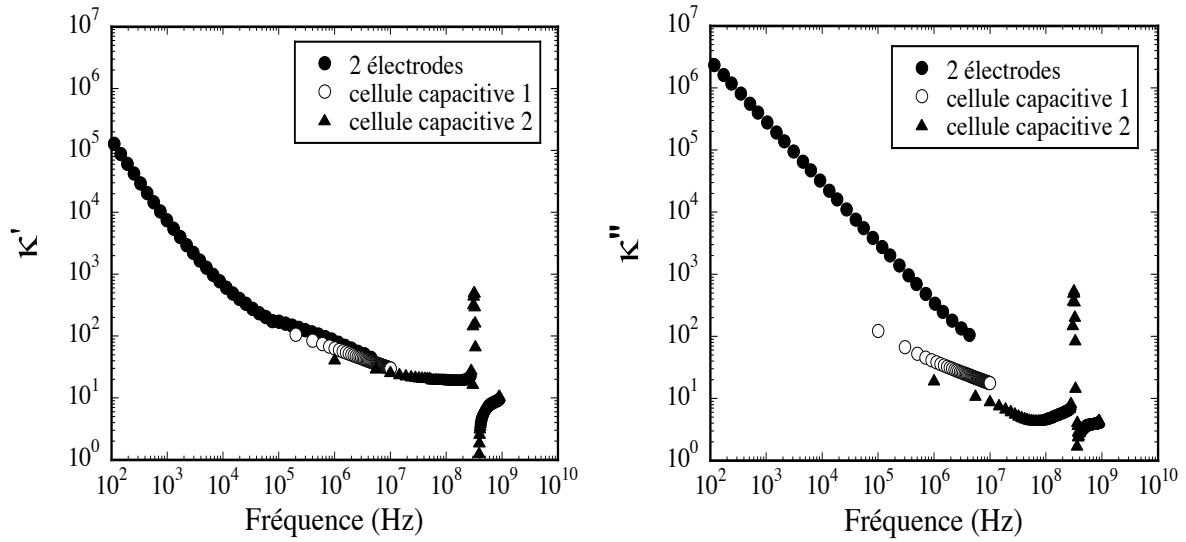 10^7
10^6
10^5
10^4
10^3
10^2
10^1
10^0
κ'
2 électrodes
cellule capacitive 1
cellule capacitive 2
10^2 10^3 10^4 10^5 10^6 10^7 10^8 10^9 10^10
Fréquence (Hz)
10^7
10^6
10^5
10^4
10^3
10^2
10^1
10^0
κ"
2 électrodes
cellule capacitive 1
cellule capacitive 2
10^2 10^3 10^4 10^5 10^6 10^7 10^8 10^9 10^10
Fréquence (Hz)